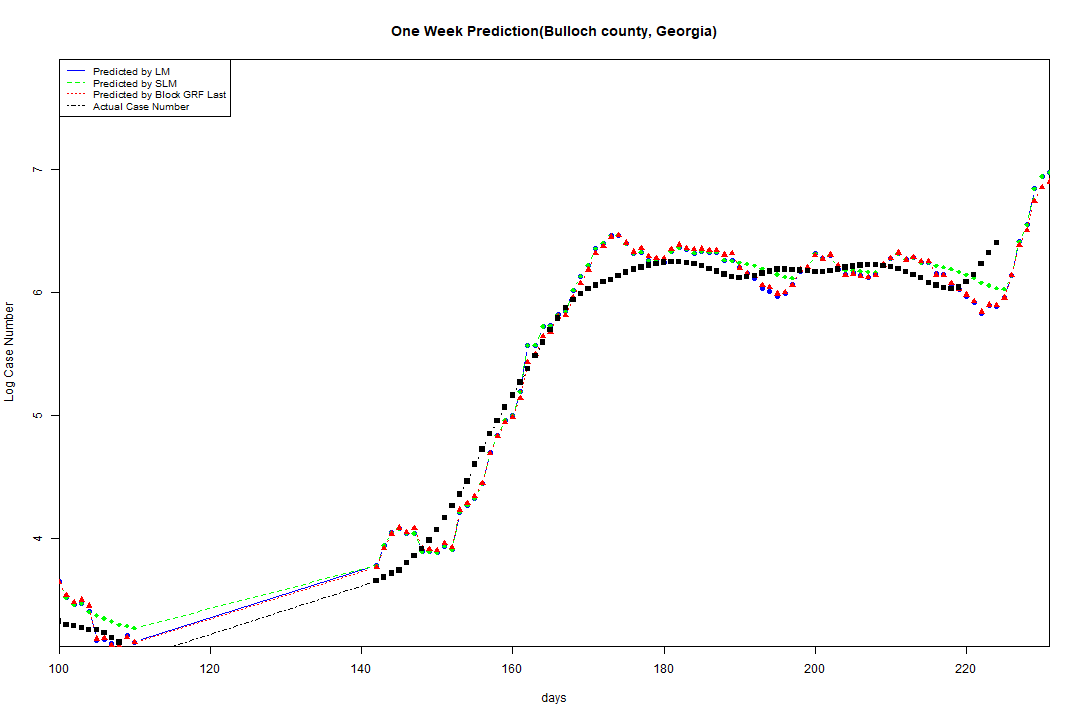 One Week Prediction(Bulloch county, Georgia)
Predicted by LM
Predicted by SLM
Predicted by Block GRF Last
Actual Case Number
7
6
5
4
Log Case Number
100 120 140 160 180 200 220
days